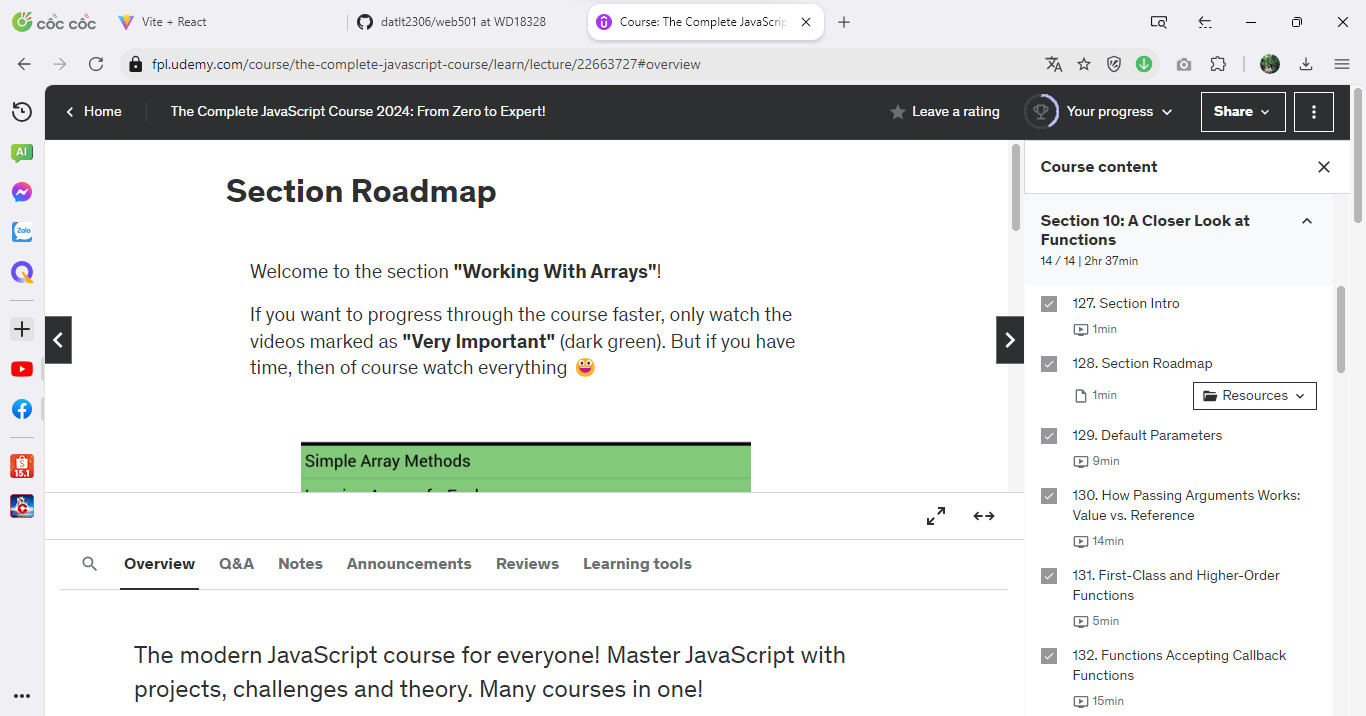 cốc cốc
Vite + React
datlt2306/web501 at WD18328
Course: The Complete JavaScrip
fpl.udemy.com/course/the-complete-javascript-course/learn/lecture/22663727#overview
AI
Zalo
15.1
Home
The Complete JavaScript Course 2024: From Zero to Expert!
Leave a rating
Your progress
Share
Section Roadmap
Welcome to the section "Working With Arrays"!
If you want to progress through the course faster, only watch the
videos marked as "Very Important" (dark green). But if you have
time, then of course watch everything 😃
Simple Array Methods
Overview
Q&A
Notes
Announcements
Reviews
Learning tools
The modern JavaScript course for everyone! Master JavaScript with
projects, challenges and theory. Many courses in one!
Course content
Section 10: A Closer Look at
Functions
14 / 14 | 2hr 37min
127. Section Intro
1min
128. Section Roadmap
1min
Resources
129. Default Parameters
9min
130. How Passing Arguments Works:
Value vs. Reference
14min
131. First-Class and Higher-Order
Functions
5min
132. Functions Accepting Callback
Functions
15min